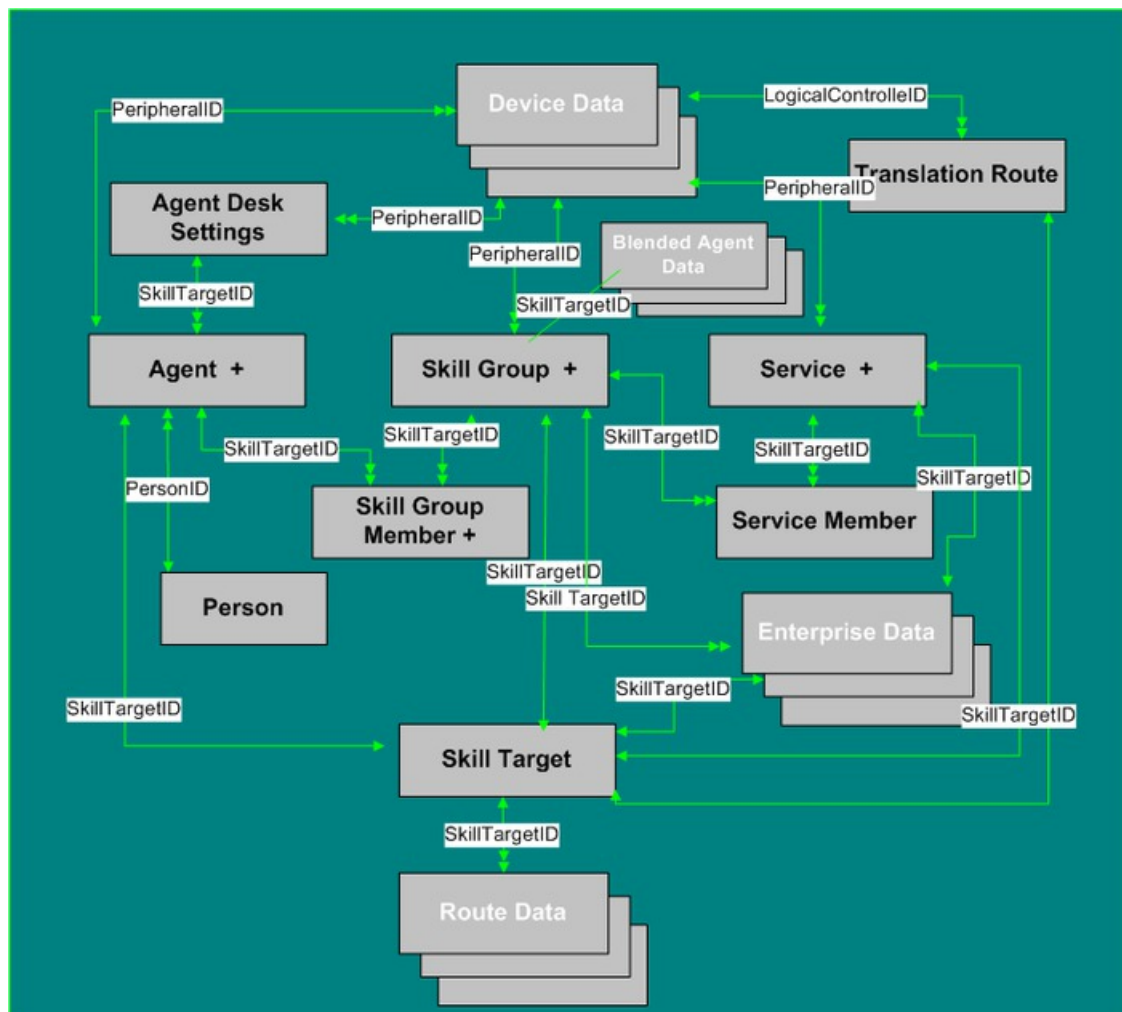 Device Data
LogicalControlleID
PeripheralID
Translation Route
PeripheralID
Agent Desk
Settings
PeripheralID
PeripheralID
Blended Agent
Data
SkillTargetID
SkillTargetID
Agent +
Skill Group +
Service +
SkillTargetID
SkillTargetID
SkillTargetID
SkillTargetID
SkillTargetID
PersonID
Skill Group
Member +
Service Member
SkillTargetID
Skill TargetID
Person
Enterprise Data
SkillTargetID
SkillTargetID
SkillTargetID
Skill Target
SkillTargetID
Route Data